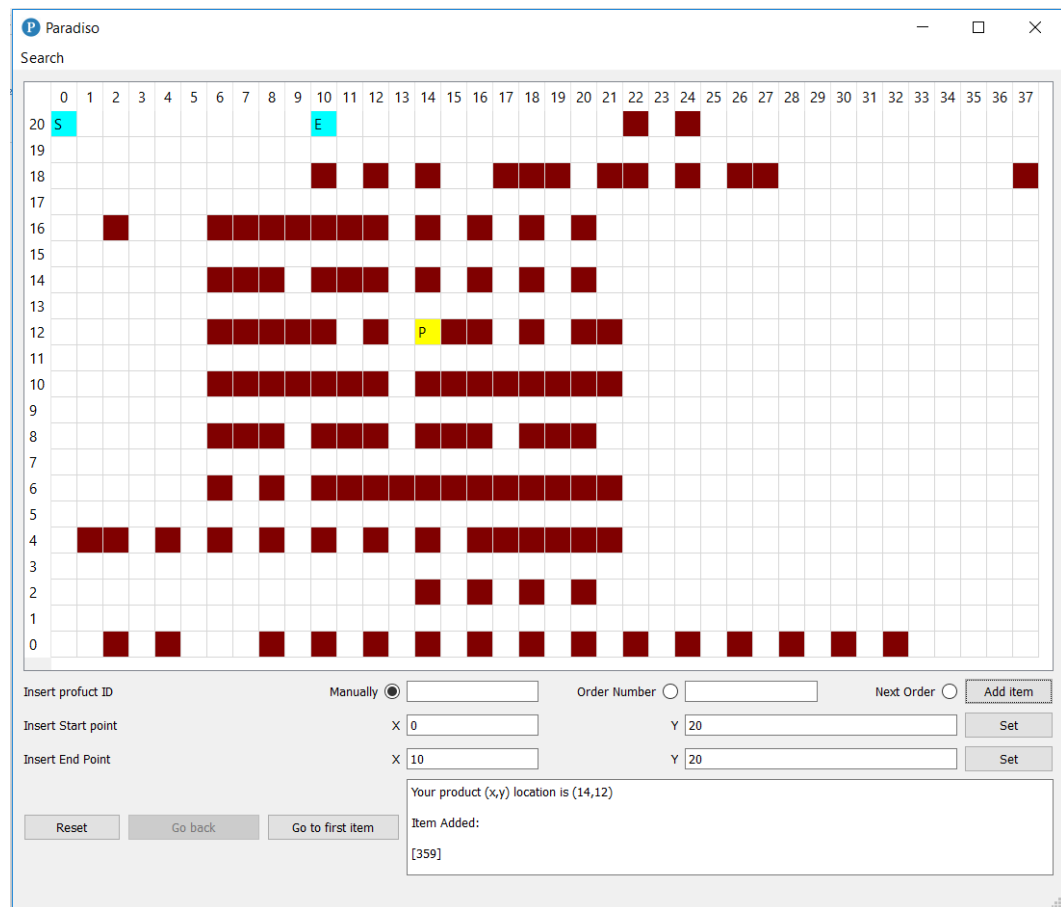 P Paradiso
Search
0 1 2 3 4 5 6 7 8 9 10 11 12 13 14 15 16 17 18 19 20 21 22 23 24 25 26 27 28 29 30 31 32 33 34 35 36 37
20 S E
19
18
17
16
15
14
13
12 P
11
10
9
8
7
6
5
4
3
2
1
0
Insert profuct ID Manually Order Number Next Order Add item
Insert Start point X 0 Y 20 Set
Insert End Point X 10 Y 20 Set
Your product (x,y) location is (14,12)
Reset Go back Go to first item Item Added:
[359]